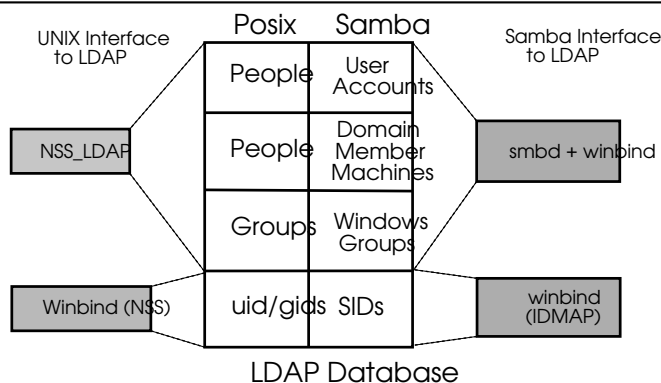 Posix Samba
UNIX Interface
to LDAP
Samba Interface
to LDAP
People
User
Accounts
NSS_LDAP
People
Domain
Member
Machines
smbd + winbind
Groups
Windows
Groups
Winbind (NSS)
uid/gids
SIDs
winbind
(IDMAP)
LDAP Database